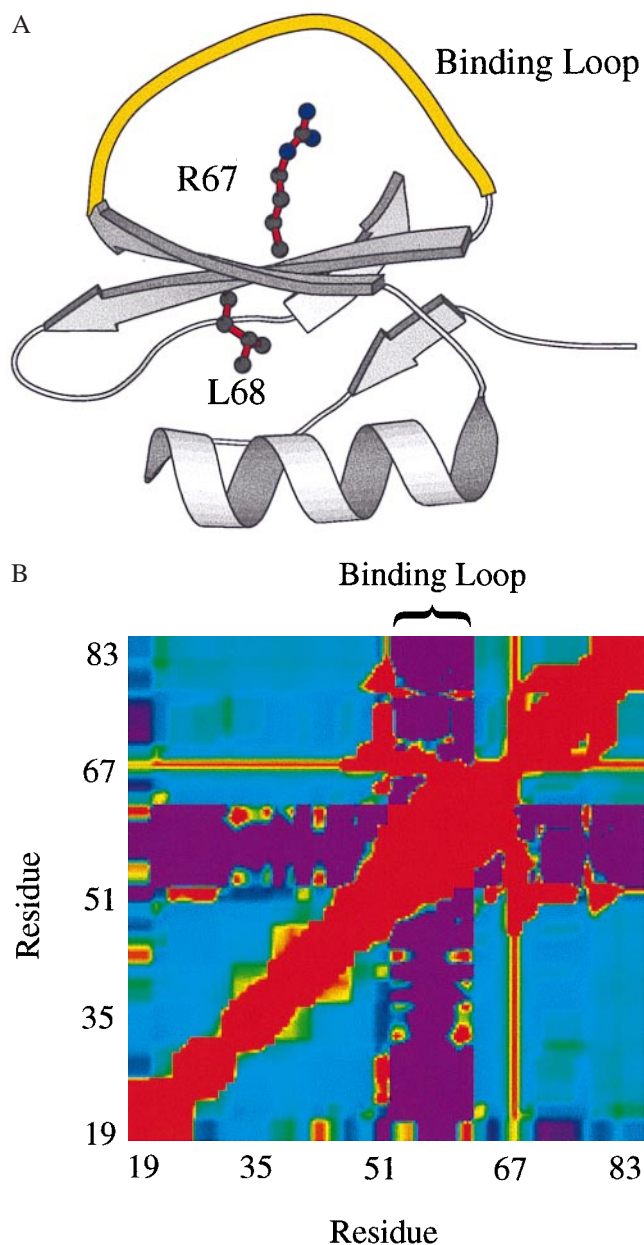 A
Binding Loop
R67
L68
B
Binding Loop
83
67
51
35
19
Residue
19 35 51 67 83
Residue